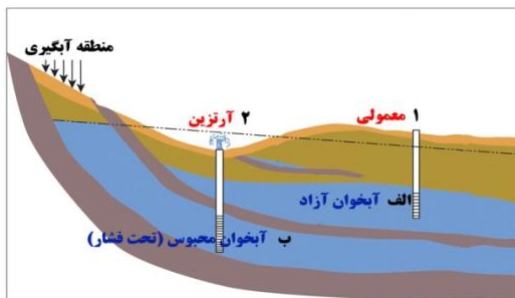 منطقه آبگیری
۲ آرتزین
۱ معمولی
الف آبخوان آزاد
ب آبخوان محبوس (تحت فشار)